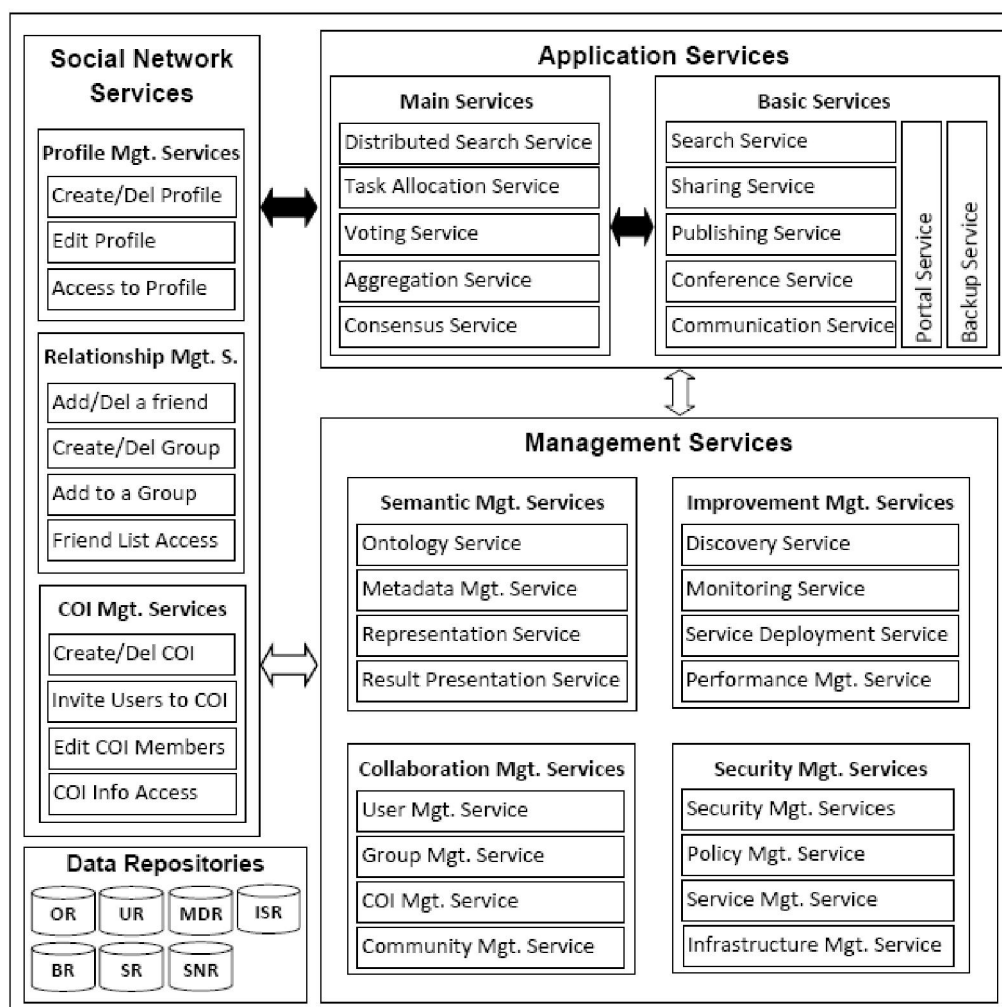 Social Network
Services
Profile Mgt. Services
Create/Del Profile
Edit Profile
Access to Profile
Relationship Mgt. S.
Add/Del a friend
Create/Del Group
Add to a Group
Friend List Access
COI Mgt. Services
Create/Del COI
Invite Users to COI
Edit COI Members
COI Info Access
Data Repositories
OR
UR
MDR
ISR
BR
SR
SNR
Application Services
Main Services
Distributed Search Service
Task Allocation Service
Voting Service
Aggregation Service
Consensus Service
Basic Services
Search Service
Sharing Service
Publishing Service
Conference Service
Communication Service
Portal Service
Backup Service
Management Services
Semantic Mgt. Services
Ontology Service
Metadata Mgt. Service
Representation Service
Result Presentation Service
Improvement Mgt. Services
Discovery Service
Monitoring Service
Service Deployment Service
Performance Mgt. Service
Collaboration Mgt. Services
User Mgt. Service
Group Mgt. Service
COI Mgt. Service
Community Mgt. Service
Security Mgt. Services
Security Mgt. Services
Policy Mgt. Service
Service Mgt. Service
Infrastructure Mgt. Service